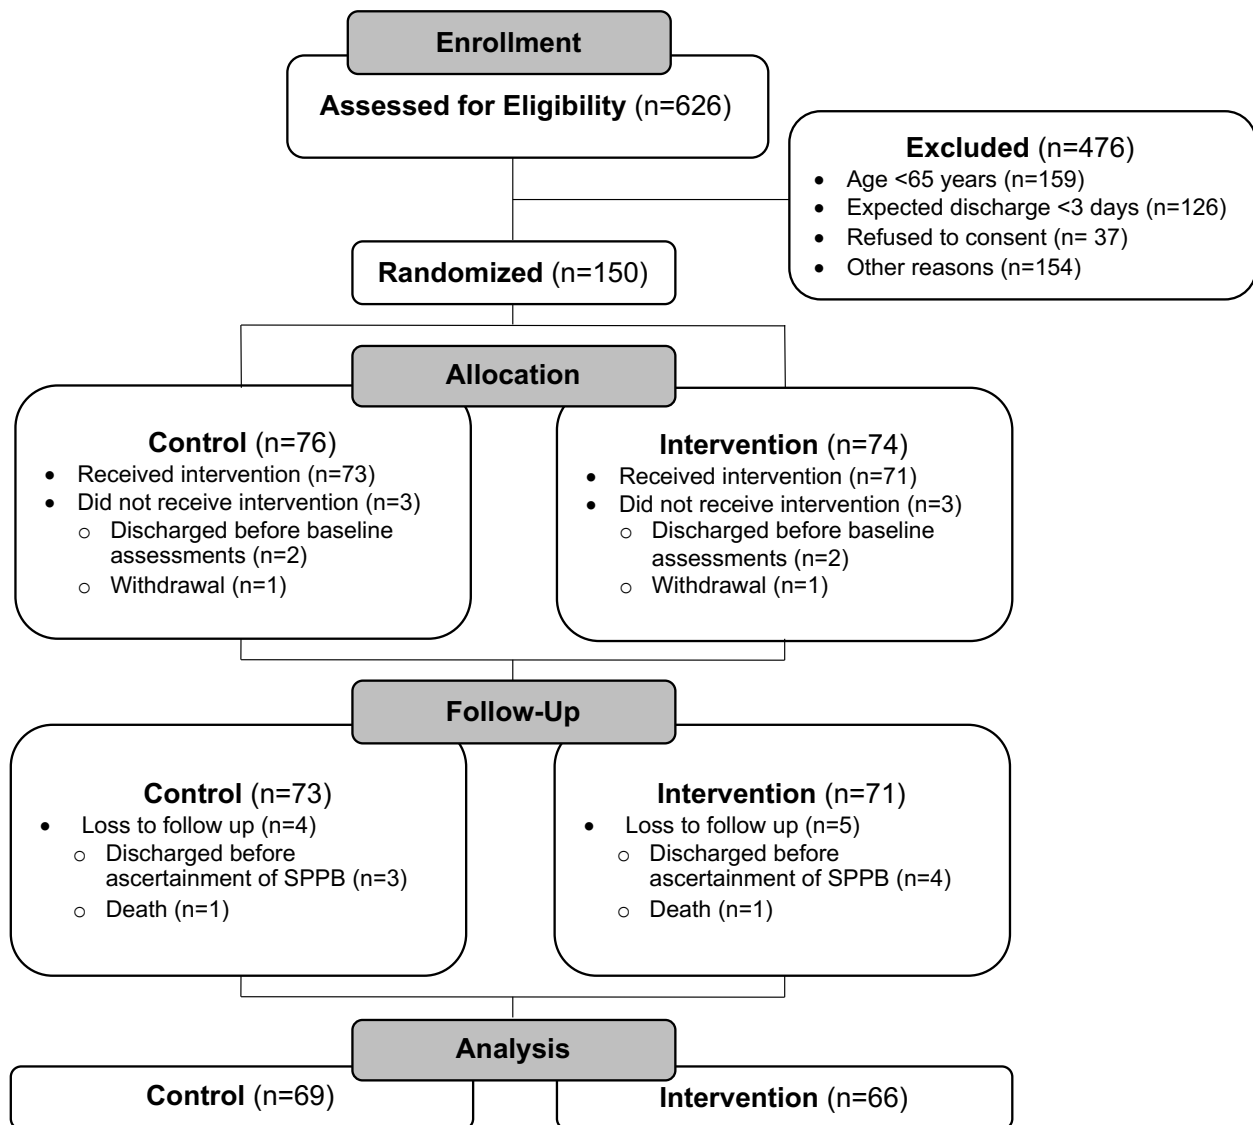 Enrollment
Assessed for Eligibility (n=626)
Excluded (n=476)
• Age <65 years (n=159)
• Expected discharge <3 days (n=126)
• Refused to consent (n= 37)
• Other reasons (n=154)
Randomized (n=150)
Allocation
Control (n=76)
• Received intervention (n=73)
• Did not receive intervention (n=3)
o Discharged before baseline
assessments (n=2)
o Withdrawal (n=1)
Intervention (n=74)
• Received intervention (n=71)
• Did not receive intervention (n=3)
o Discharged before baseline
assessments (n=2)
o Withdrawal (n=1)
Follow-Up
Control (n=73)
• Loss to follow up (n=4)
o Discharged before
ascertainment of SPPB (n=3)
o Death (n=1)
Intervention (n=71)
• Loss to follow up (n=5)
o Discharged before
ascertainment of SPPB (n=4)
o Death (n=1)
Analysis
Control (n=69)
Intervention (n=66)